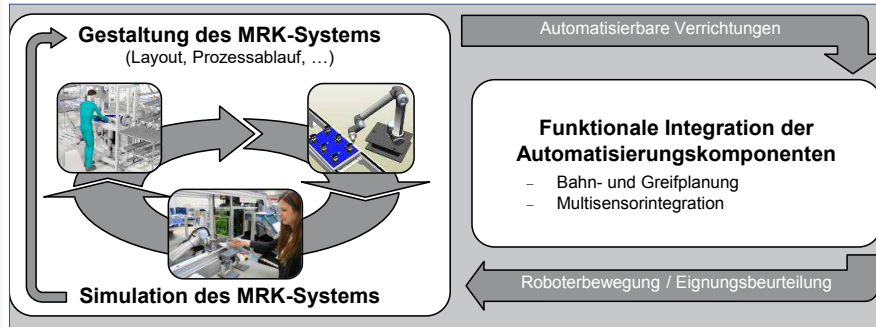 Gestaltung des MRK-Systems
(Layout, Prozessablauf, …)
Simulation des MRK-Systems
Automatisierbare Verrichtungen
Funktionale Integration der
Automatisierungskomponenten
– Bahn- und Greifplanung
– Multisensorintegration
Roboterbewegung / Eignungsbeurteilung